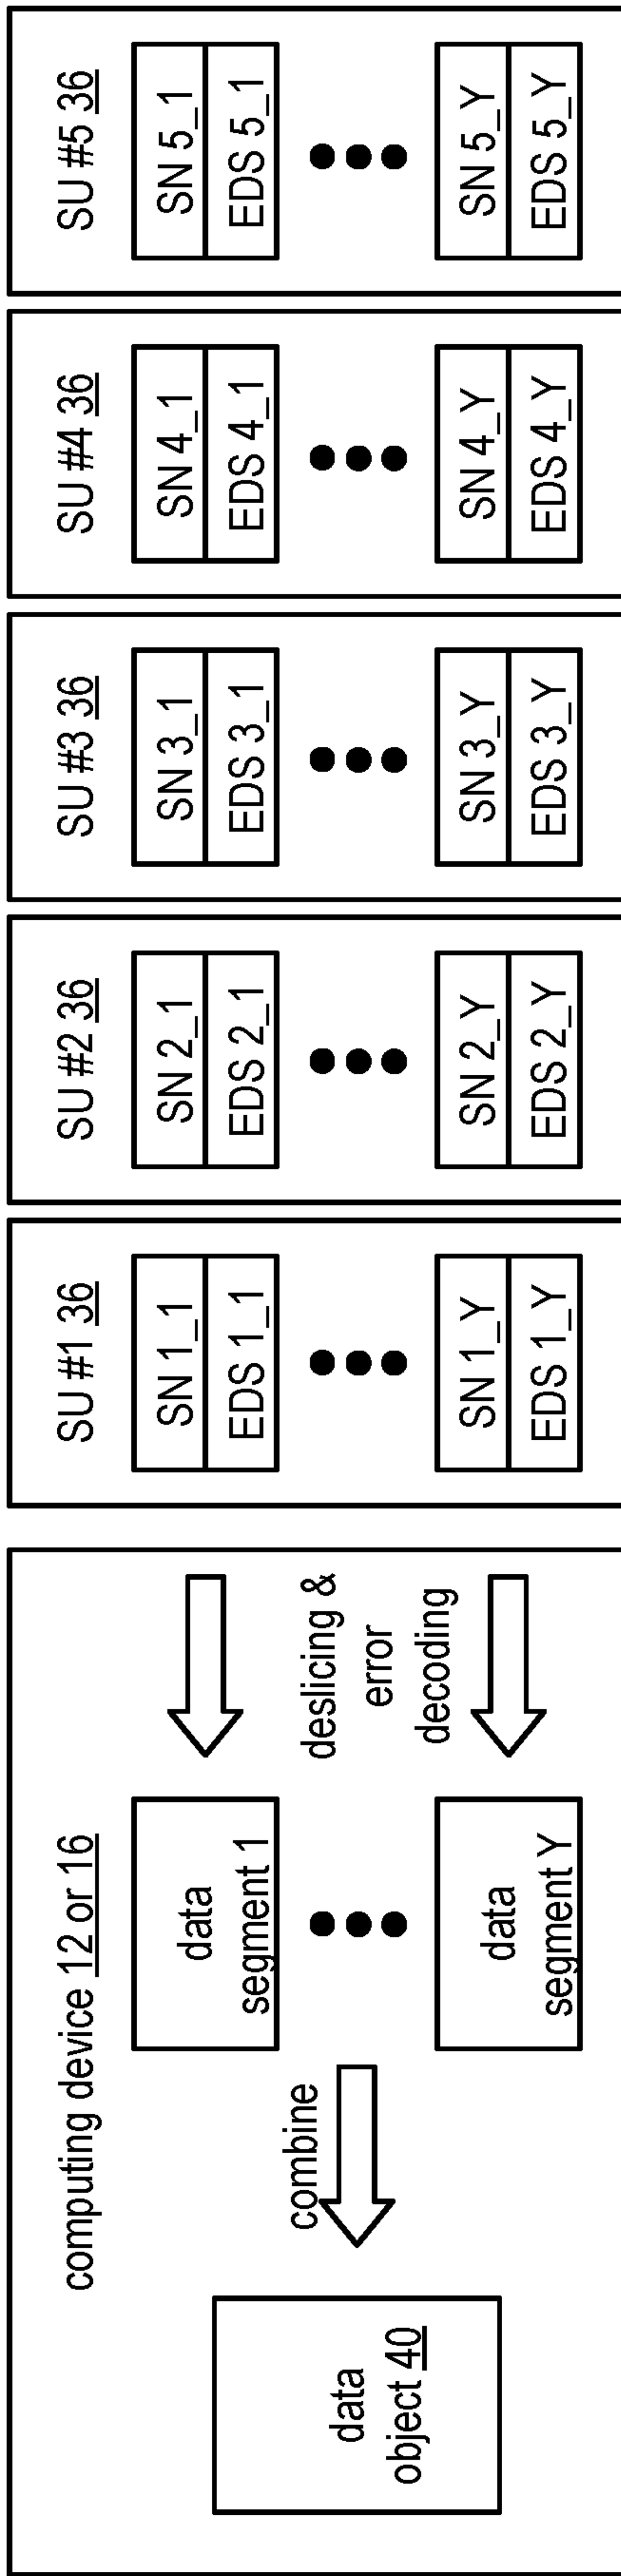 computing device 12 or 16
data
object 40
combine
data
segment 1
data
segment Y
deslicing &
error
decoding
SU #1 36
SN 1_1
EDS 1_1
SN 1_Y
EDS 1_Y
SU #2 36
SN 2_1
EDS 2_1
SN 2_Y
EDS 2_Y
SU #3 36
SN 3_1
EDS 3_1
SN 3_Y
EDS 3_Y
SU #4 36
SN 4_1
EDS 4_1
SN 4_Y
EDS 4_Y
SU #5 36
SN 5_1
EDS 5_1
SN 5_Y
EDS 5_Y